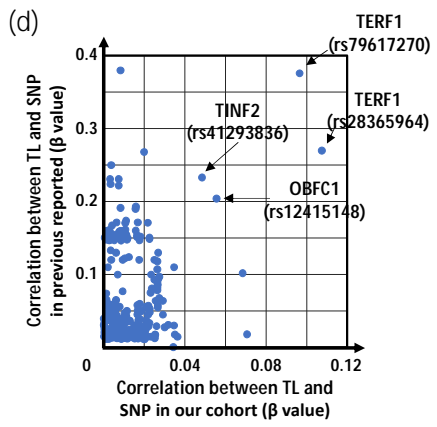 (d)
TERF1
(rs79617270)
TERF1
(rs28365964)
TINF2
(rs41293836)
OBFC1
(rs12415148)
Correlation between TL and SNP
in previous reported (β value)
0.4
0.3
0.2
0.1
0
0.04
0.08
0.12
Correlation between TL and
SNP in our cohort (β value)